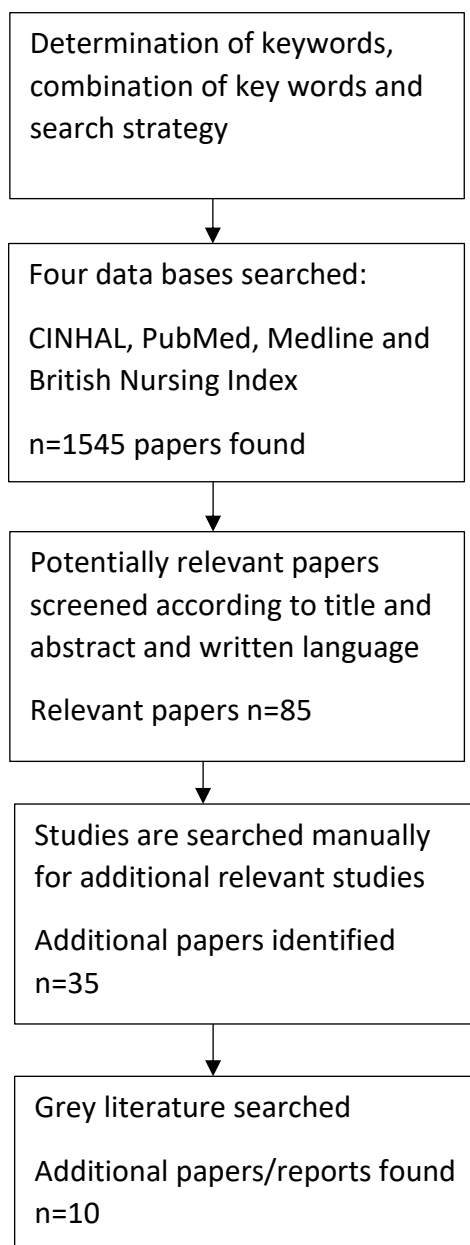 Determination of keywords,
combination of key words and
search strategy
Four data bases searched:
CINHAL, PubMed, Medline and
British Nursing Index
n=1545 papers found
Potentially relevant papers
screened according to title and
abstract and written language
Relevant papers n=85
Studies are searched manually
for additional relevant studies
Additional papers identified
n=35
Grey literature searched
Additional papers/reports found
n=10